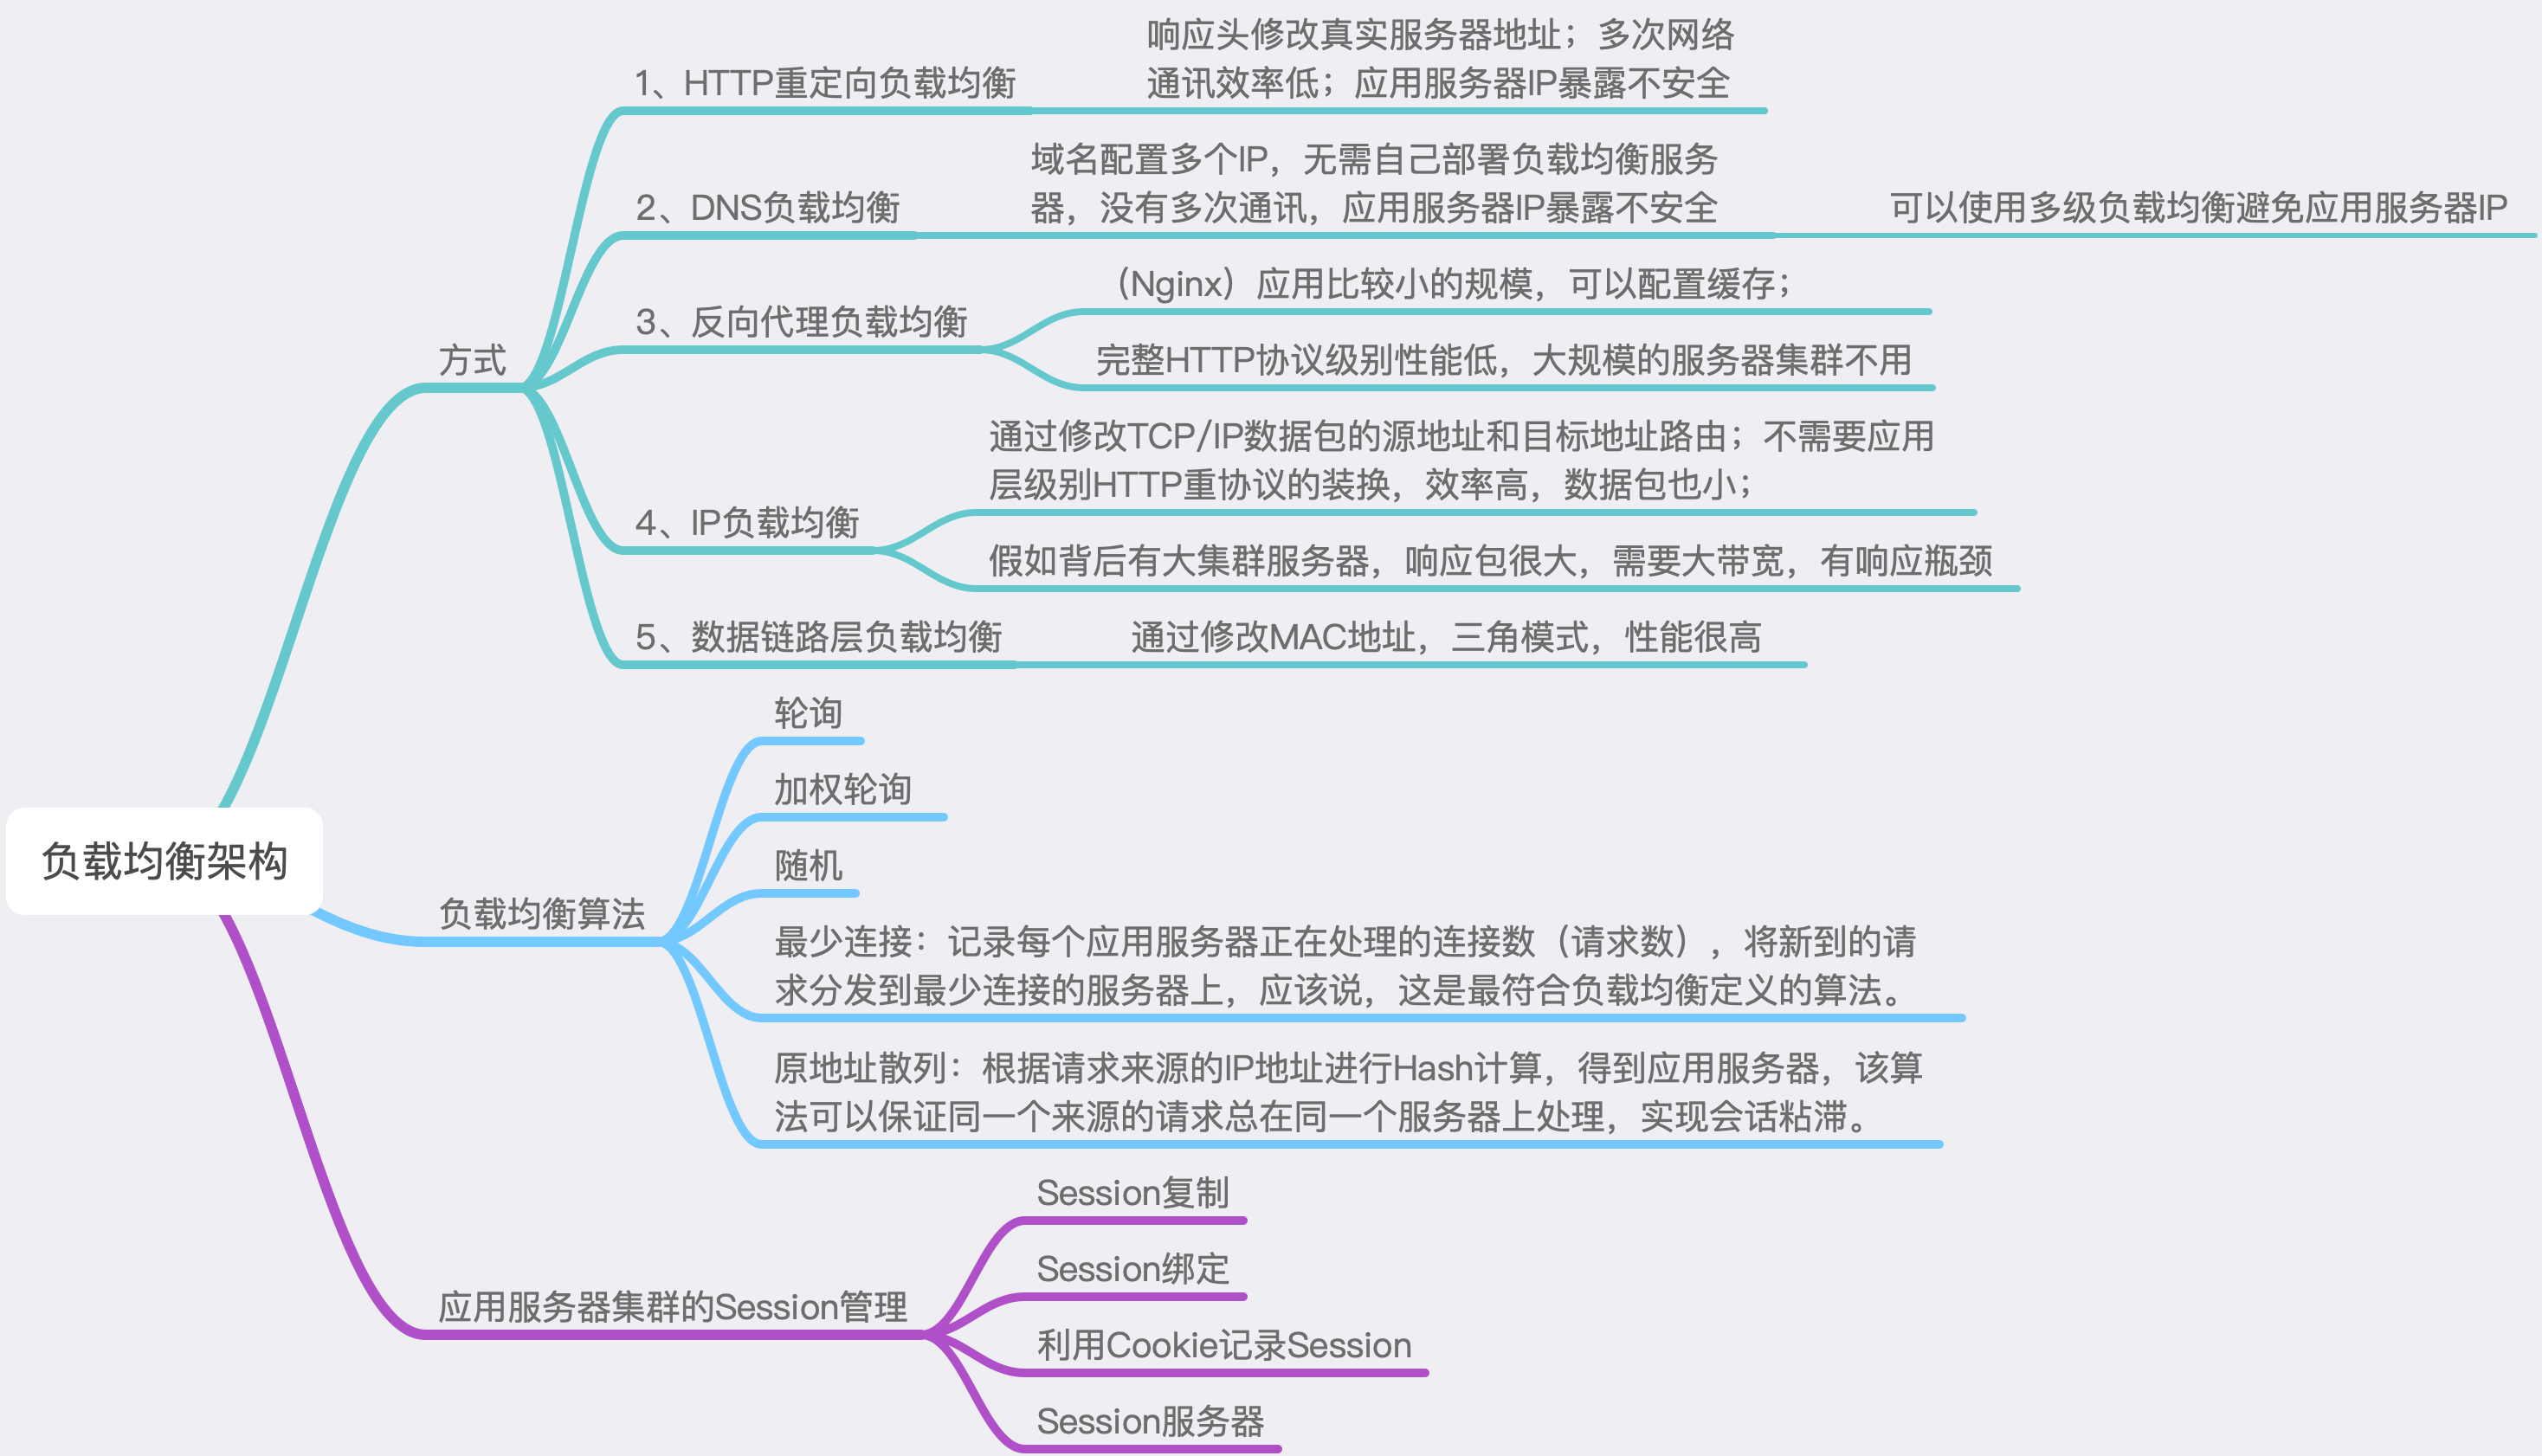 响应头修改真实服务器地址；多次网络
通讯效率低；应用服务器IP暴露不安全
1、HTTP重定向负载均衡
域名配置多个IP，无需自己部署负载均衡服务
器，没有多次通讯，应用服务器IP暴露不安全
2、DNS负载均衡
可以使用多级负载均衡避免应用服务器IP
（Nginx）应用比较小的规模，可以配置缓存；
3、反向代理负载均衡
完整HTTP协议级别性能低，大规模的服务器集群不用
方式
通过修改TCP/IP数据包的源地址和目标地址路由；不需要应用
层级别HTTP重协议的装换，效率高，数据包也小；
4、IP负载均衡
假如背后有大集群服务器，响应包很大，需要大带宽，有响应瓶颈
5、数据链路层负载均衡
通过修改MAC地址，三角模式，性能很高
轮询
加权轮询
负载均衡架构
随机
负载均衡算法
最少连接：记录每个应用服务器正在处理的连接数（请求数），将新到的请
求分发到最少连接的服务器上，应该说，这是最符合负载均衡定义的算法。
原地址散列：根据请求来源的IP地址进行Hash计算，得到应用服务器，该算
法可以保证同一个来源的请求总在同一个服务器上处理，实现会话粘滞。
Session复制
Session绑定
应用服务器集群的Session管理
利用Cookie记录Session
Session服务器